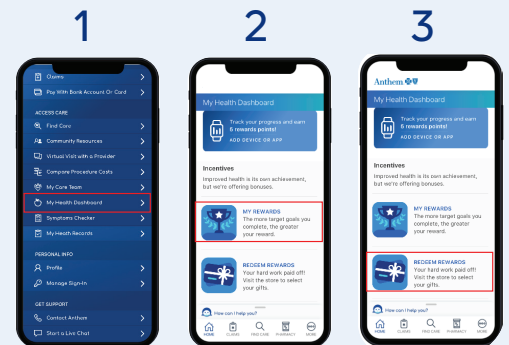 1
Claims
Pay With Bank Account Or Card
ACCESS CARE
Find Care
Community Resources
Virtual Visit with a Provider
Compare Procedure Costs
My Care Team
My Health Dashboard
Symptoms Checker
My Heath Records
PERSONAL INFO
Profile
Manage Sign-In
GET SUPPORT
Contact Anthem
Start a Live Chat
2
My Health Dashboard
Track your progress and earn
5 rewards points!
ADD DEVICE OR APP
Incentives
Improved health is its own achievement,
but we're offering bonuses.
MY REWARDS
The more target goals you
complete, the greater
your reward.
REDEEM REWARDS
Your hard work paid off!
Visit the store to select
your gifts.
How can I help you?
HOME CLAIMS FIND CARE PHARMACY MORE
3
Anthem
My Health Dashboard
Track your progress and earn
5 rewards points!
ADD DEVICE OR APP
Incentives
Improved health is its own achievement,
but we're offering bonuses.
MY REWARDS
The more target goals you
complete, the greater
your reward.
REDEEM REWARDS
Your hard work paid off!
Visit the store to select
your gifts.
How can I help you?
HOME CLAIMS FIND CARE PHARMACY MORE